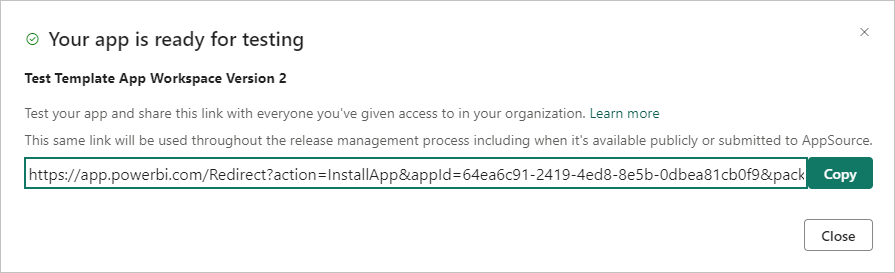 Your app is ready for testing
Test Template App Workspace Version 2
Test your app and share this link with everyone you've given access to in your organization. Learn more
This same link will be used throughout the release management process including when it's available publicly or submitted to AppSource.
https://app.powerbi.com/Redirect?action=InstallApp&appId=64ea6c91-2419-4ed8-8e5b-0dbea81cb0f9&pack Copy
Close